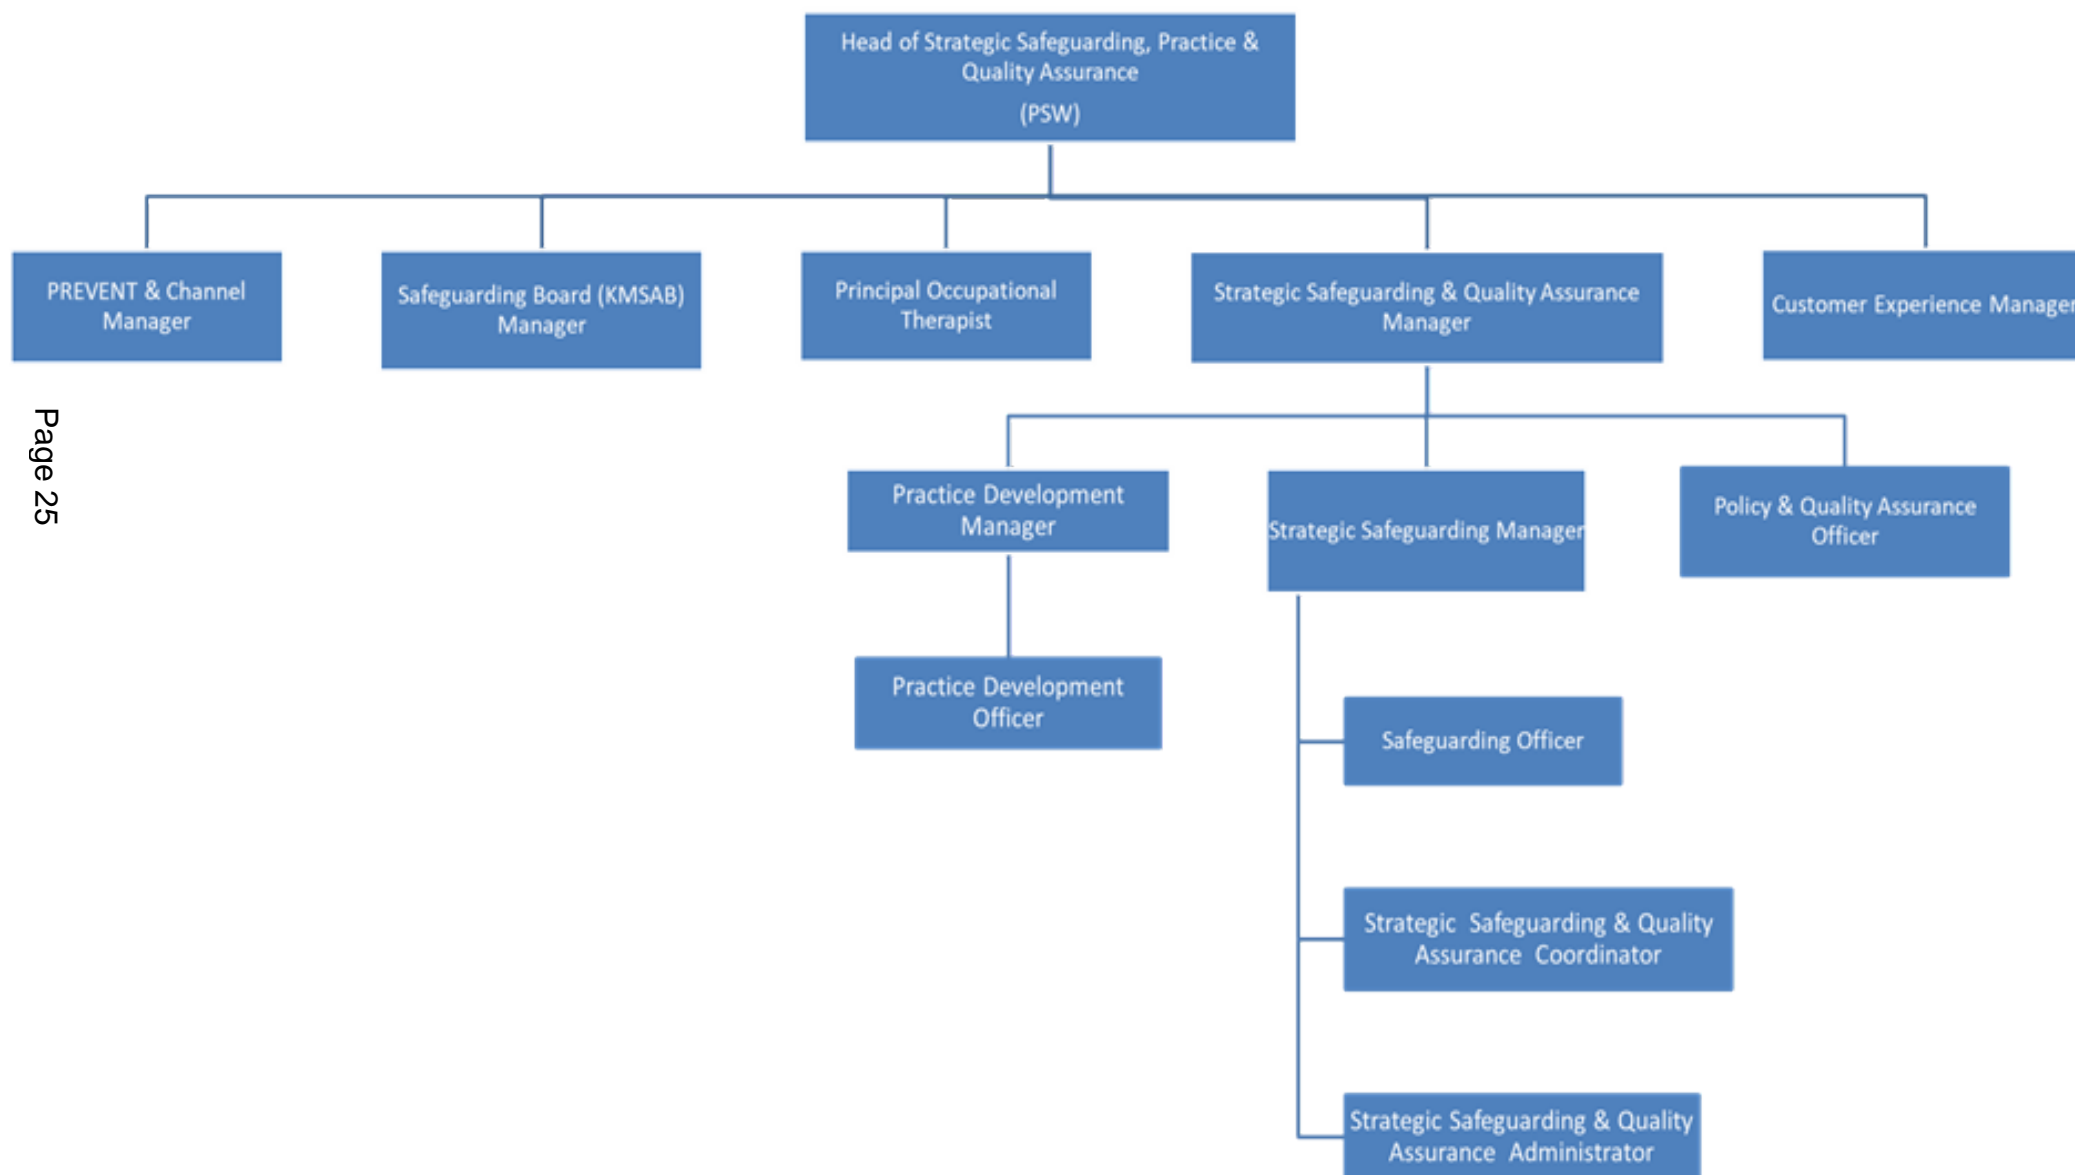 Head of Strategic Safeguarding, Practice &
Quality Assurance
(PSW)
PREVENT & Channel
Manager
Safeguarding Board (KMSAB)
Manager
Principal Occupational
Therapist
Strategic Safeguarding & Quality Assurance
Manager
Customer Experience Manager
Page 25
Practice Development
Manager
Strategic Safeguarding Manager
Policy & Quality Assurance
Officer
Practice Development
Officer
Safeguarding Officer
Strategic Safeguarding & Quality
Assurance Coordinator
Strategic Safeguarding & Quality
Assurance Administrator